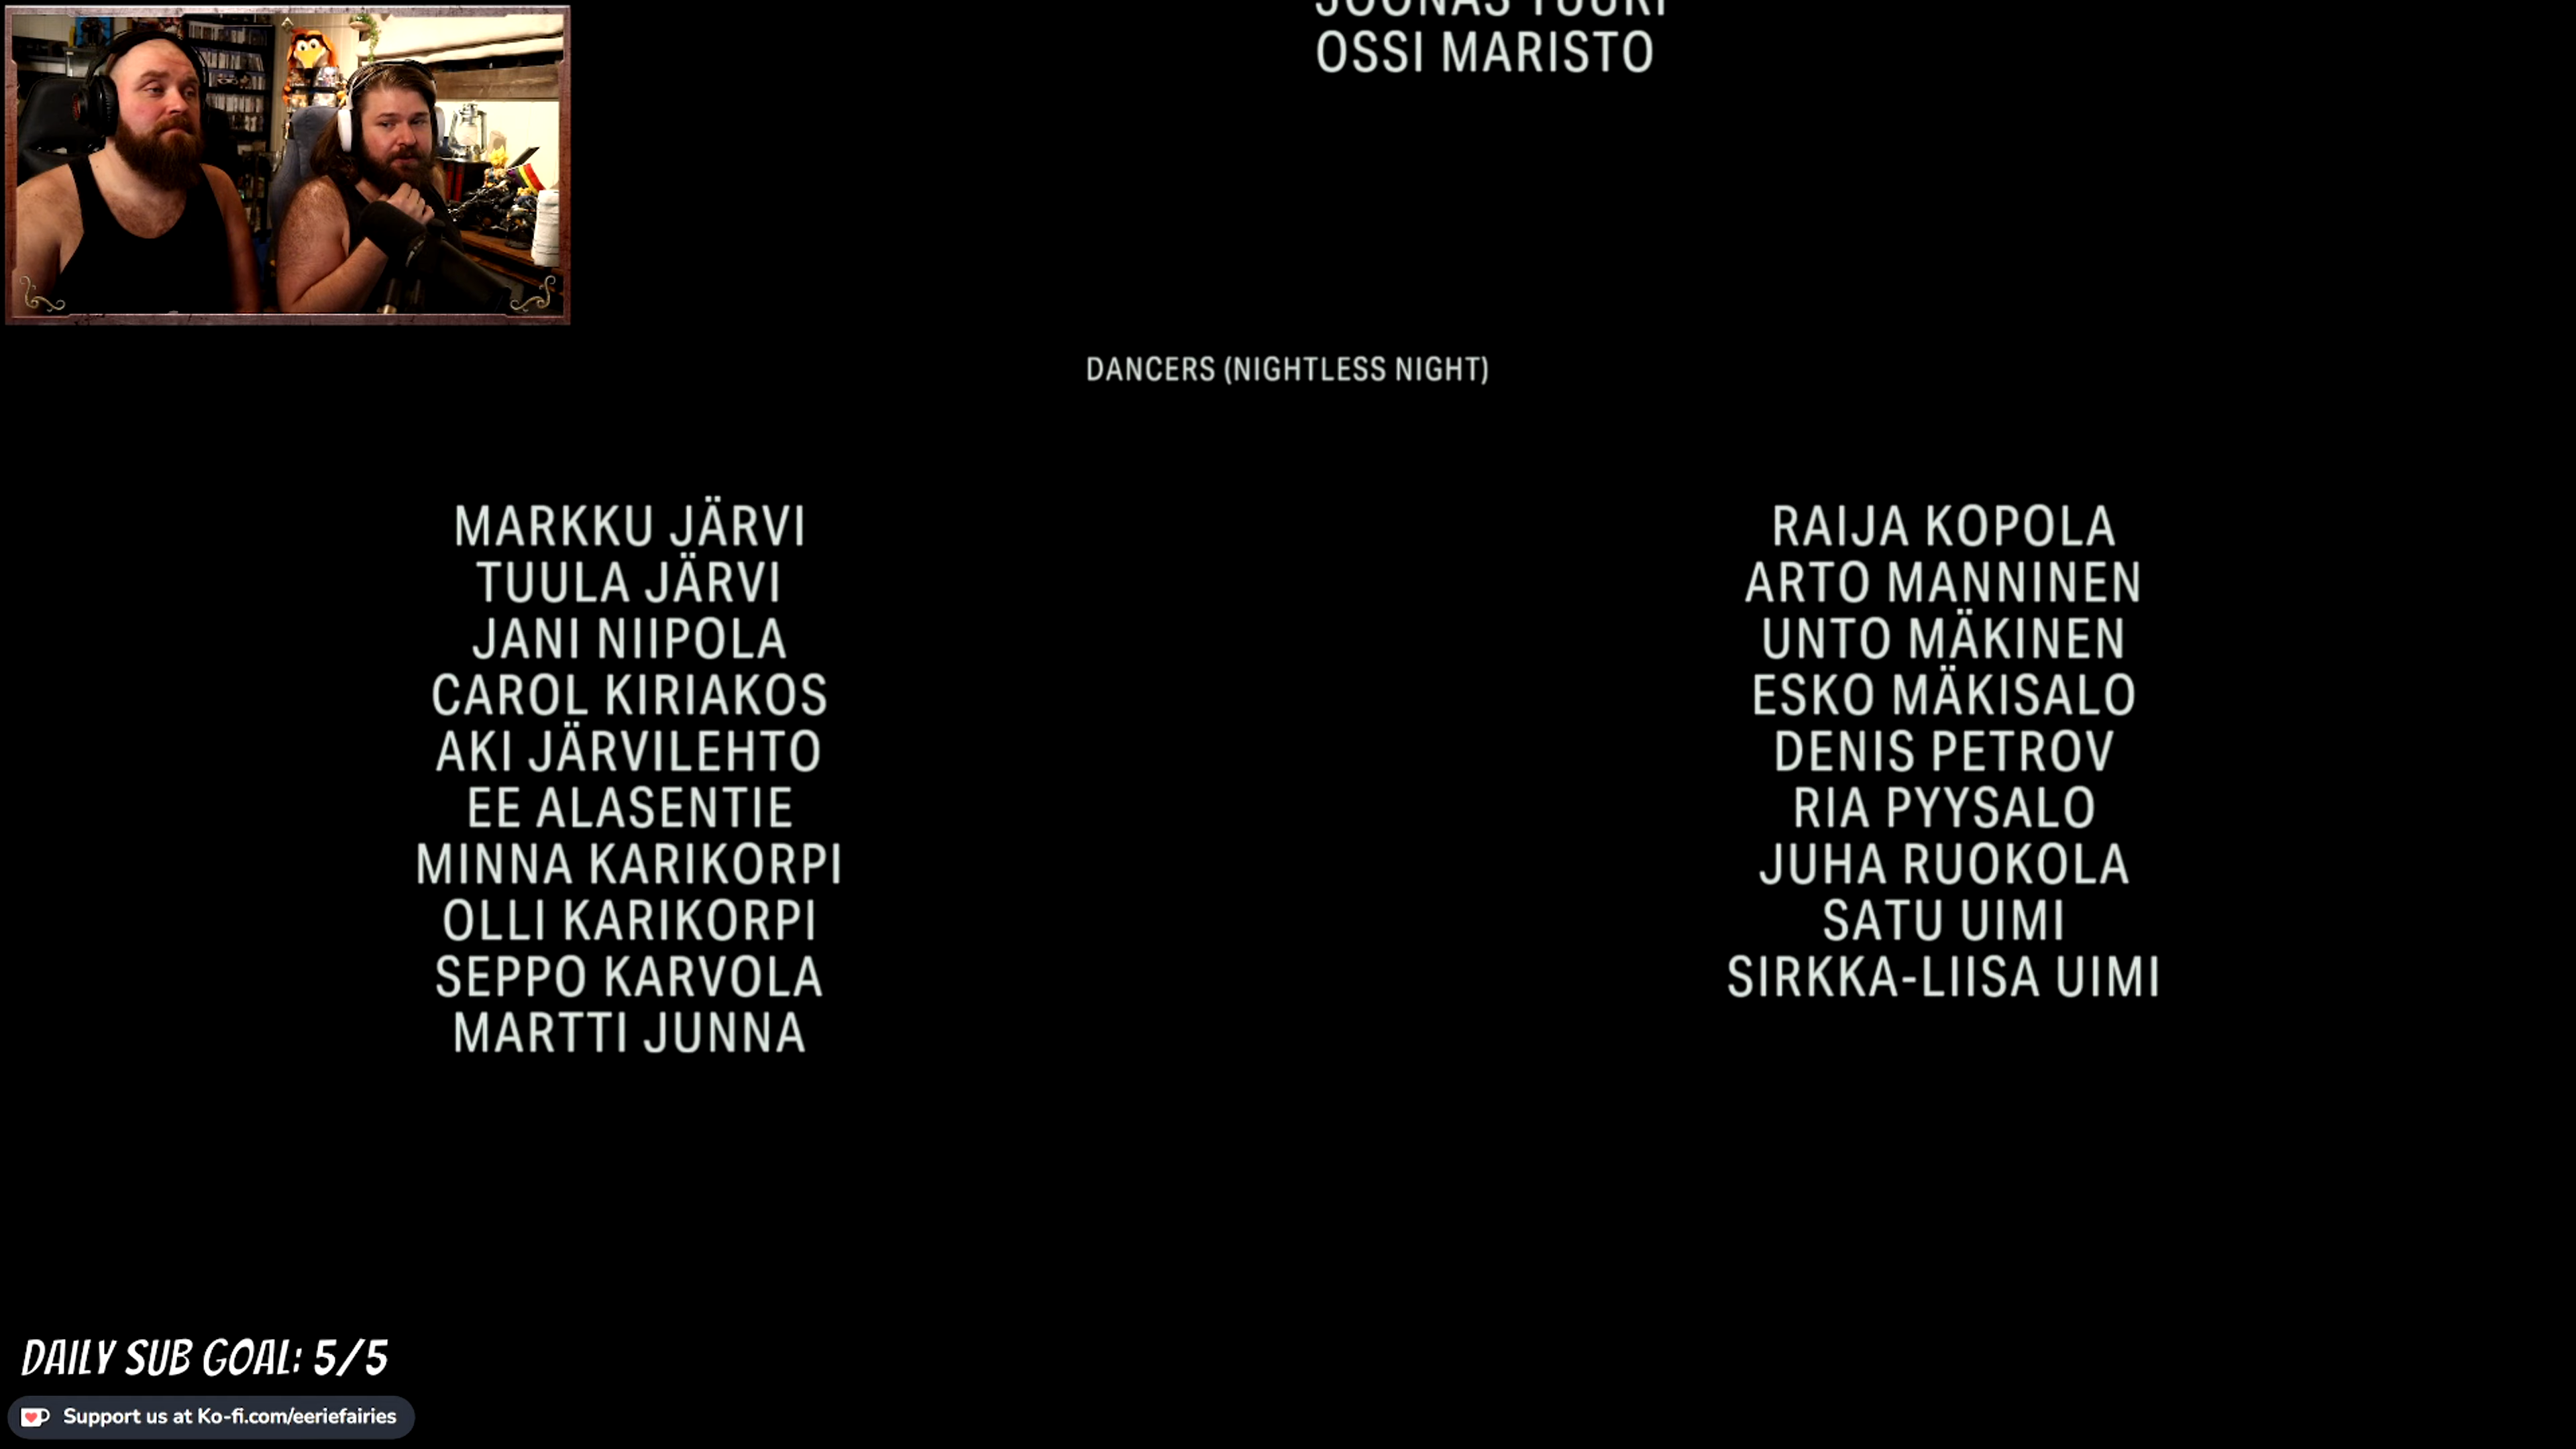 OSSI MARISTO
DANCERS (NIGHTLESS NIGHT)
MARKKU JÄRVI
TUULA JÄRVI
JANI NIIPOLA
CAROL KIRIAKOS
AKI JÄRVILEHTO
EE ALASENTIE
MINNA KARIKORPI
OLLI KARIKORPI
SEPPO KARVOLA
MARTTI JUNNA
RAIJA KOPOLA
ARTO MANNINEN
UNTO MÄKINEN
ESKO MÄKISALO
DENIS PETROV
RIA PYYSALO
JUHA RUOKOLA
SATU UIMI
SIRKKA-LIISA UIMI
DAILY SUB GOAL: 5/5
Support us at Ko-fi.com/eeriefairies